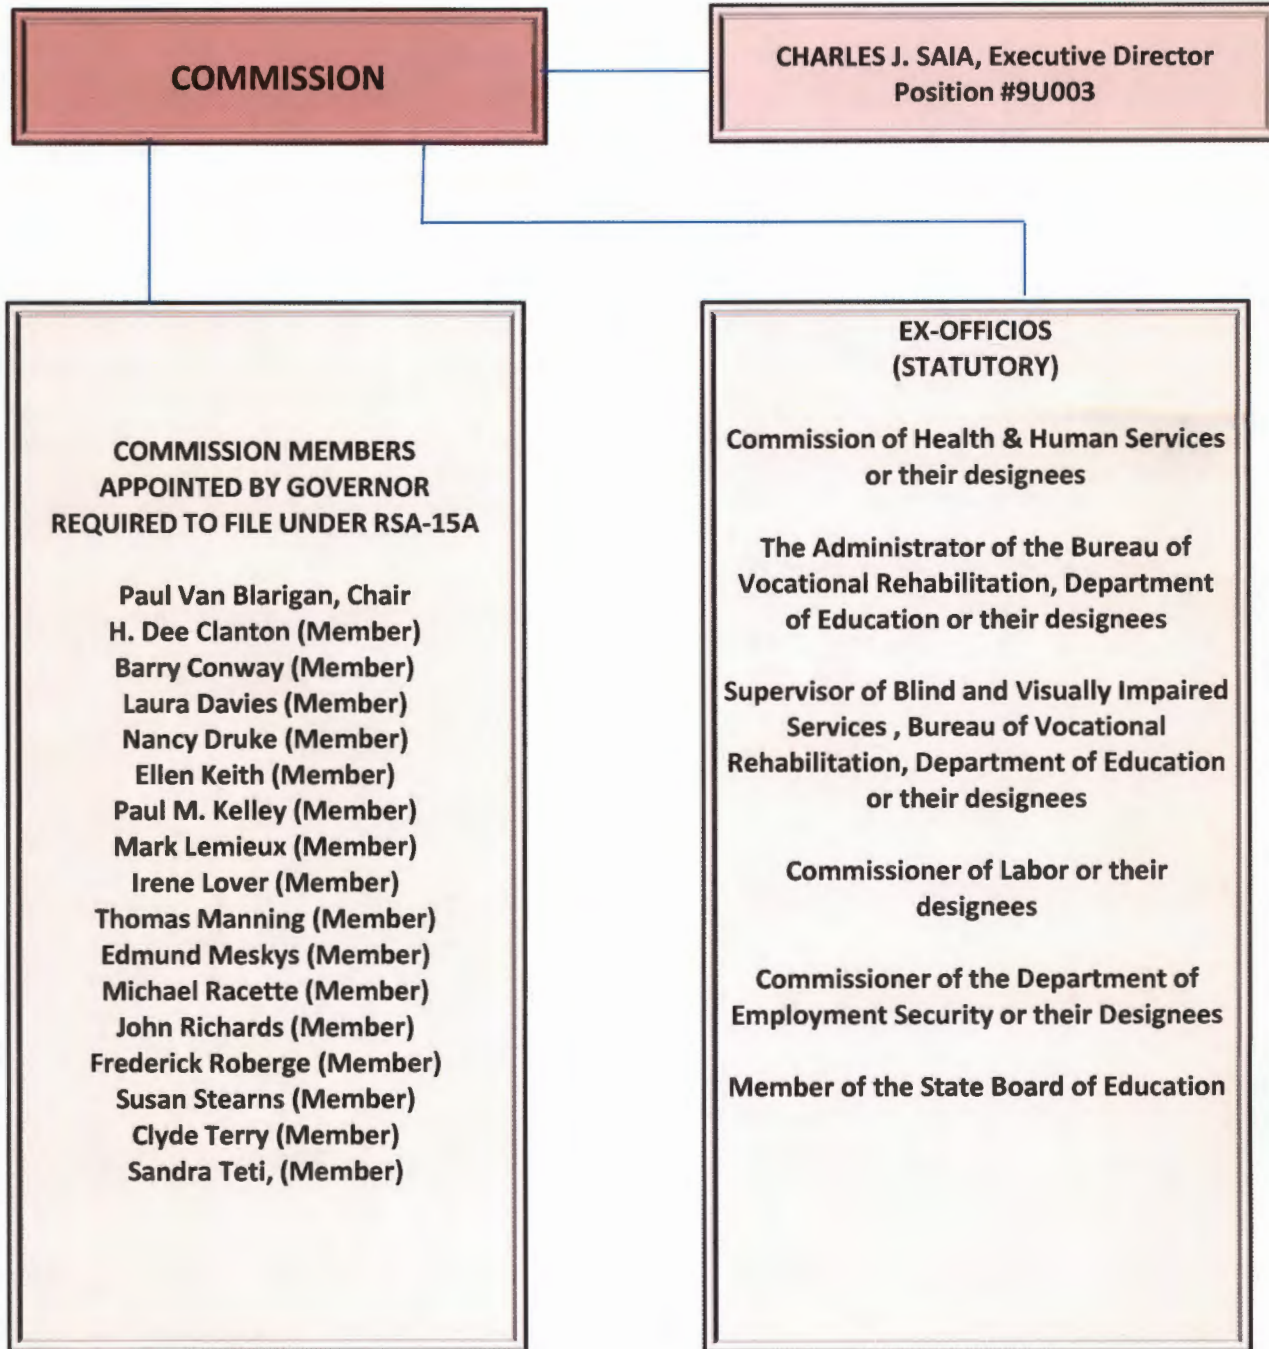 COMMISSION
CHARLES J. SAIA, Executive Director
Position #9U003
COMMISSION MEMBERS
APPOINTED BY GOVERNOR
REQUIRED TO FILE UNDER RSA-15A
Paul Van Blarigan, Chair
H. Dee Clanton (Member)
Barry Conway (Member)
Laura Davies (Member)
Nancy Druke (Member)
Ellen Keith (Member)
Paul M. Kelley (Member)
Mark Lemieux (Member)
Irene Lover (Member)
Thomas Manning (Member)
Edmund Meskys (Member)
Michael Racette (Member)
John Richards (Member)
Frederick Roberge (Member)
Susan Stearns (Member)
Clyde Terry (Member)
Sandra Teti, (Member)
EX-OFFICIOS
(STATUTORY)
Commission of Health & Human Services
or their designees
The Administrator of the Bureau of
Vocational Rehabilitation, Department
of Education or their designees
Supervisor of Blind and Visually Impaired
Services , Bureau of Vocational
Rehabilitation, Department of Education
or their designees
Commissioner of Labor or their
designees
Commissioner of the Department of
Employment Security or their Designees
Member of the State Board of Education